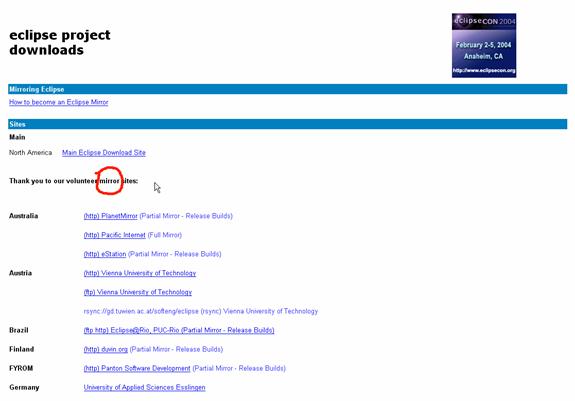 eclipse project
downloads
eclipseCON 2004
February 2-5, 2004
Anaheim, CA
http://www.eclipsecon.org
Mirroring Eclipse
How to become an Eclipse Mirror
Sites
Main
North America Main Eclipse Download Site
Thank you to our volunteer mirror sites:
Australia (http) PlanetMirror (Partial Mirror - Release Builds)
(http) Pacific Internet (Full Mirror)
(http) eStation (Partial Mirror - Release Builds)
Austria (http) Vienna University of Technology
(ftp) Vienna University of Technology
rsync://gd.tuwien.ac.at/softeng/eclipse (rsync) Vienna University of Technology
Brazil (ftp http) Eclipse@Rio, PUC-Rio (Partial Mirror - Release Builds)
Finland (http) duvin.org (Partial Mirror - Release Builds)
FYROM (http) Panton Software Development (Partial Mirror - Release Builds)
Germany University of Applied Sciences Esslingen